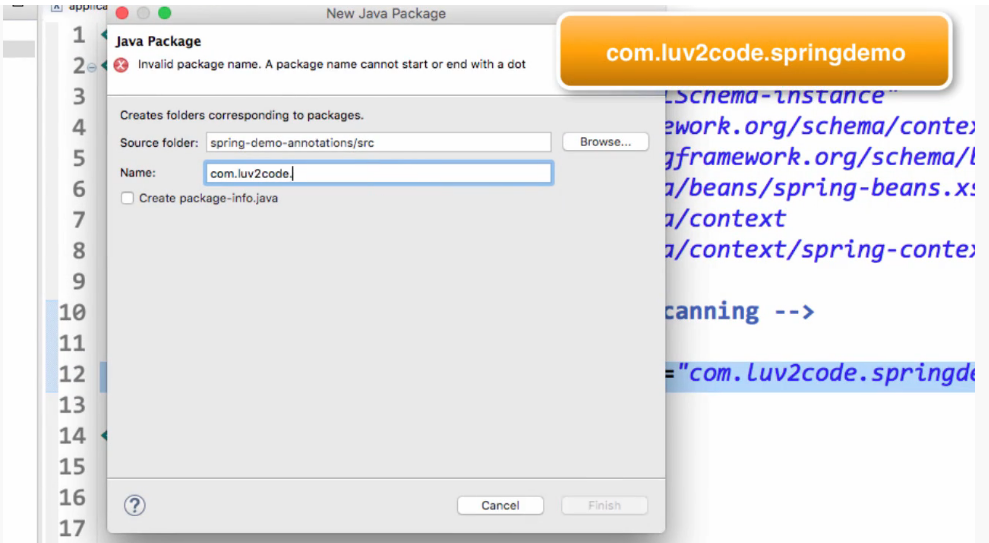 applica
New Java Package
com.luv2code.springdemo
Java Package
Invalid package name. A package name cannot start or end with a dot
Creates folders corresponding to packages.
Source folder: spring-demo-annotations/src Browse...
Name: com.luv2code.
Create package-info.java
? Cancel Finish
1
2
3 LSchema-instance"
4 ework.org/schema/contex
5 gframework.org/schema/b
6 a/beans/spring-beans.xs
7 a/context
8 a/context/spring-contex
9
10 canning -->
11
12 ="com.luv2code.springde
13
14
15
16
17